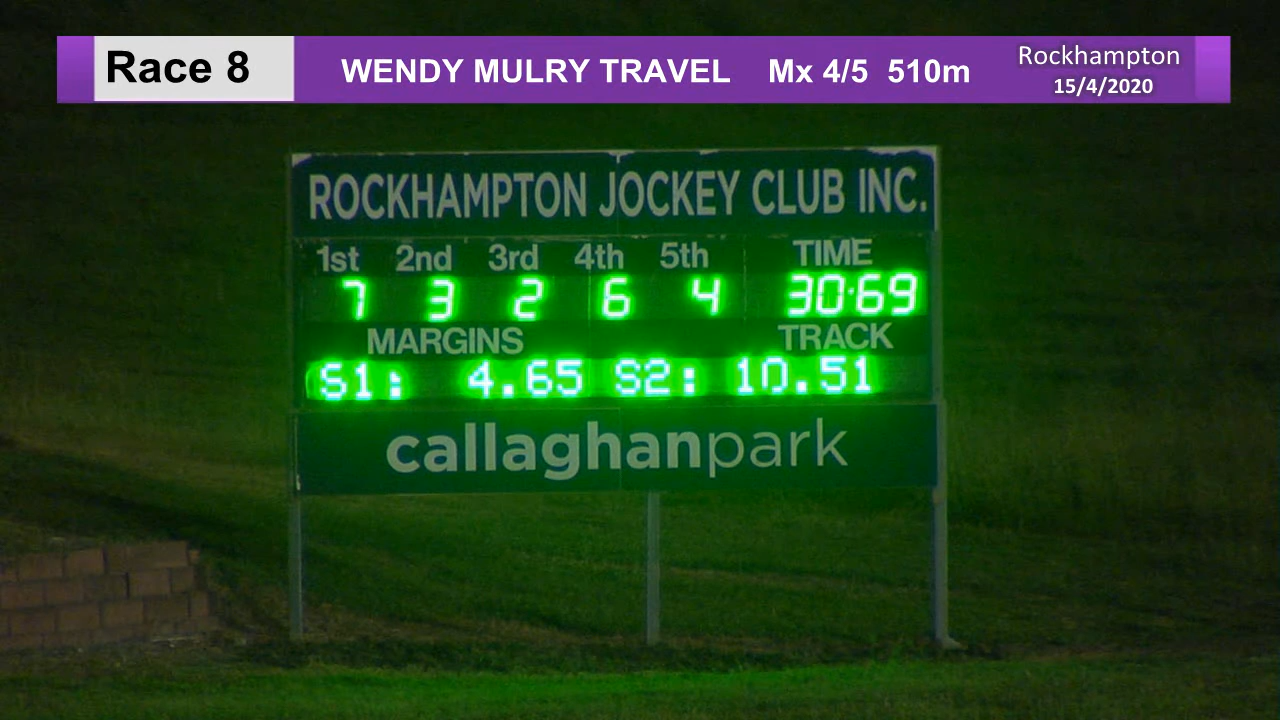 Race 8 WENDY MULRY TRAVEL Mx 4/5 510m Rockhampton
15/4/2020
ROCKHAMPTON JOCKEY CLUB INC.
1st 2nd 3rd 4th 5th TIME
7 3 2 6 4 30:69
MARGINS TRACK
S1: 4.65 S2: 10.51
callaghanpark